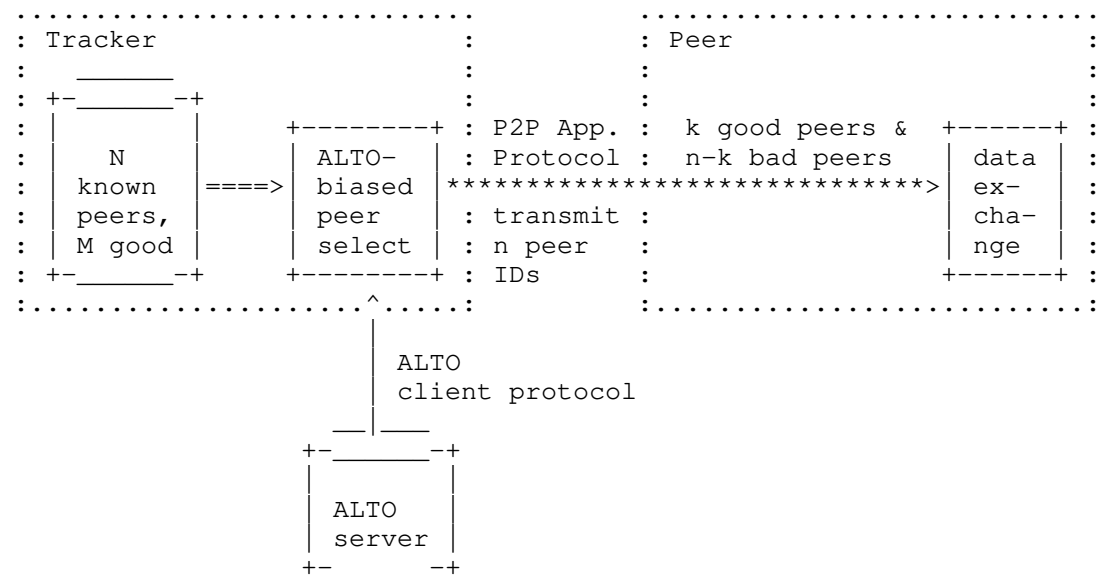 Tracker Peer
P2P App. k good peers &
N ALTO- Protocol n-k bad peers data
known biased ex-
peers, peer transmit cha-
M good select n peer nge
IDs
ALTO
client protocol
ALTO
server